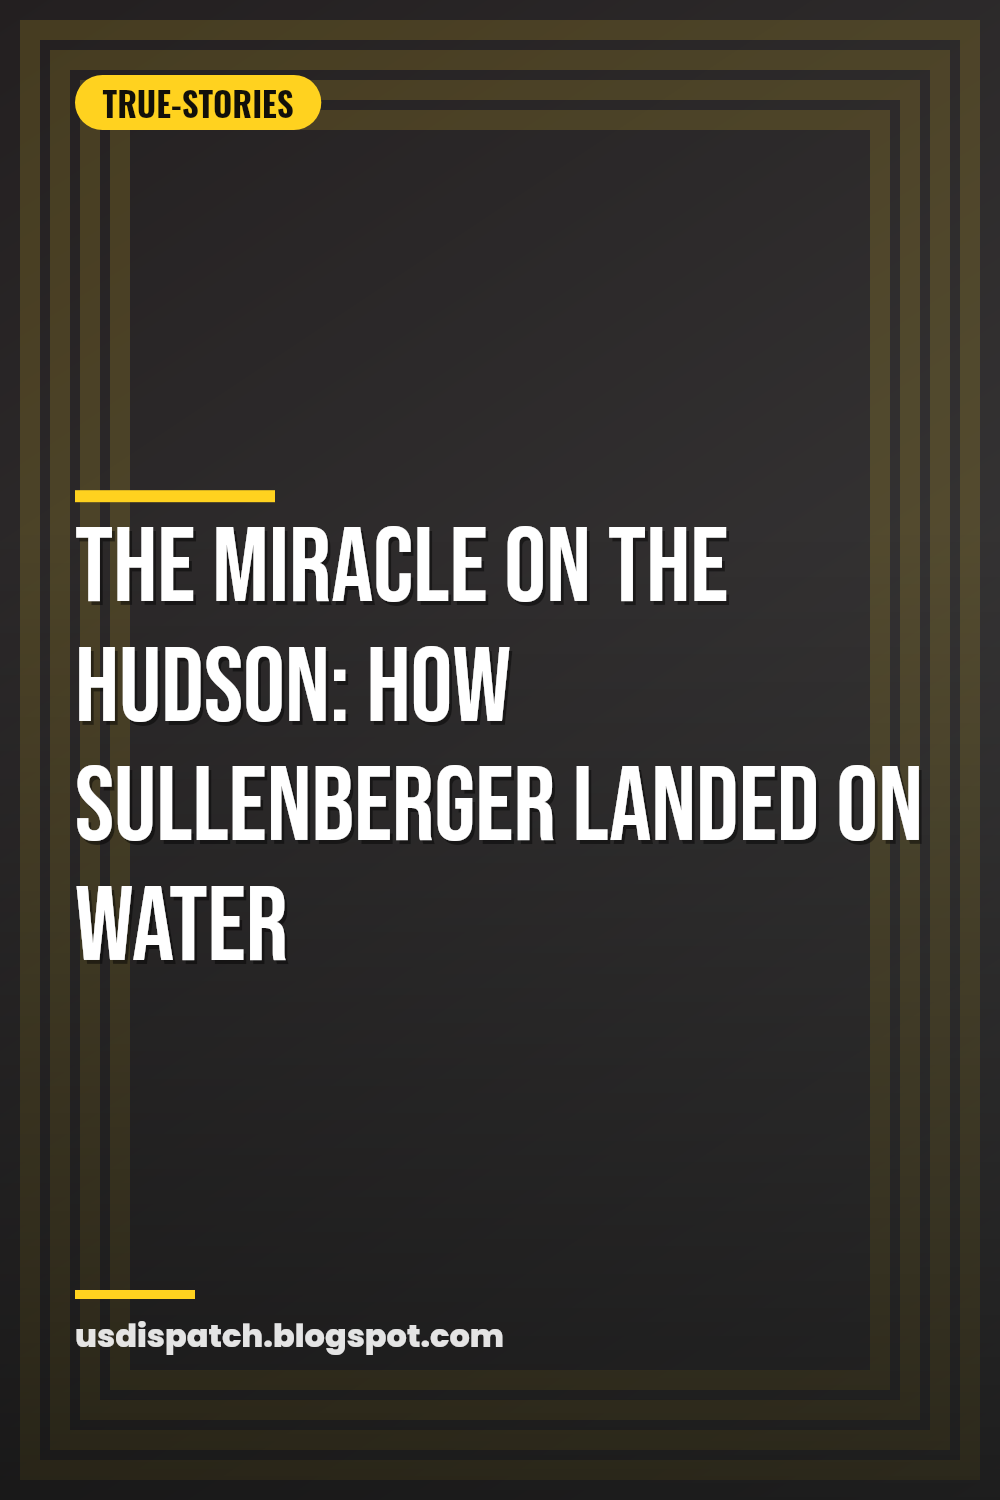 TRUE-STORIES
THE MIRACLE ON THE
HUDSON: HOW
SULLENBERGER LANDED ON
WATER
usdispatch.blogspot.com